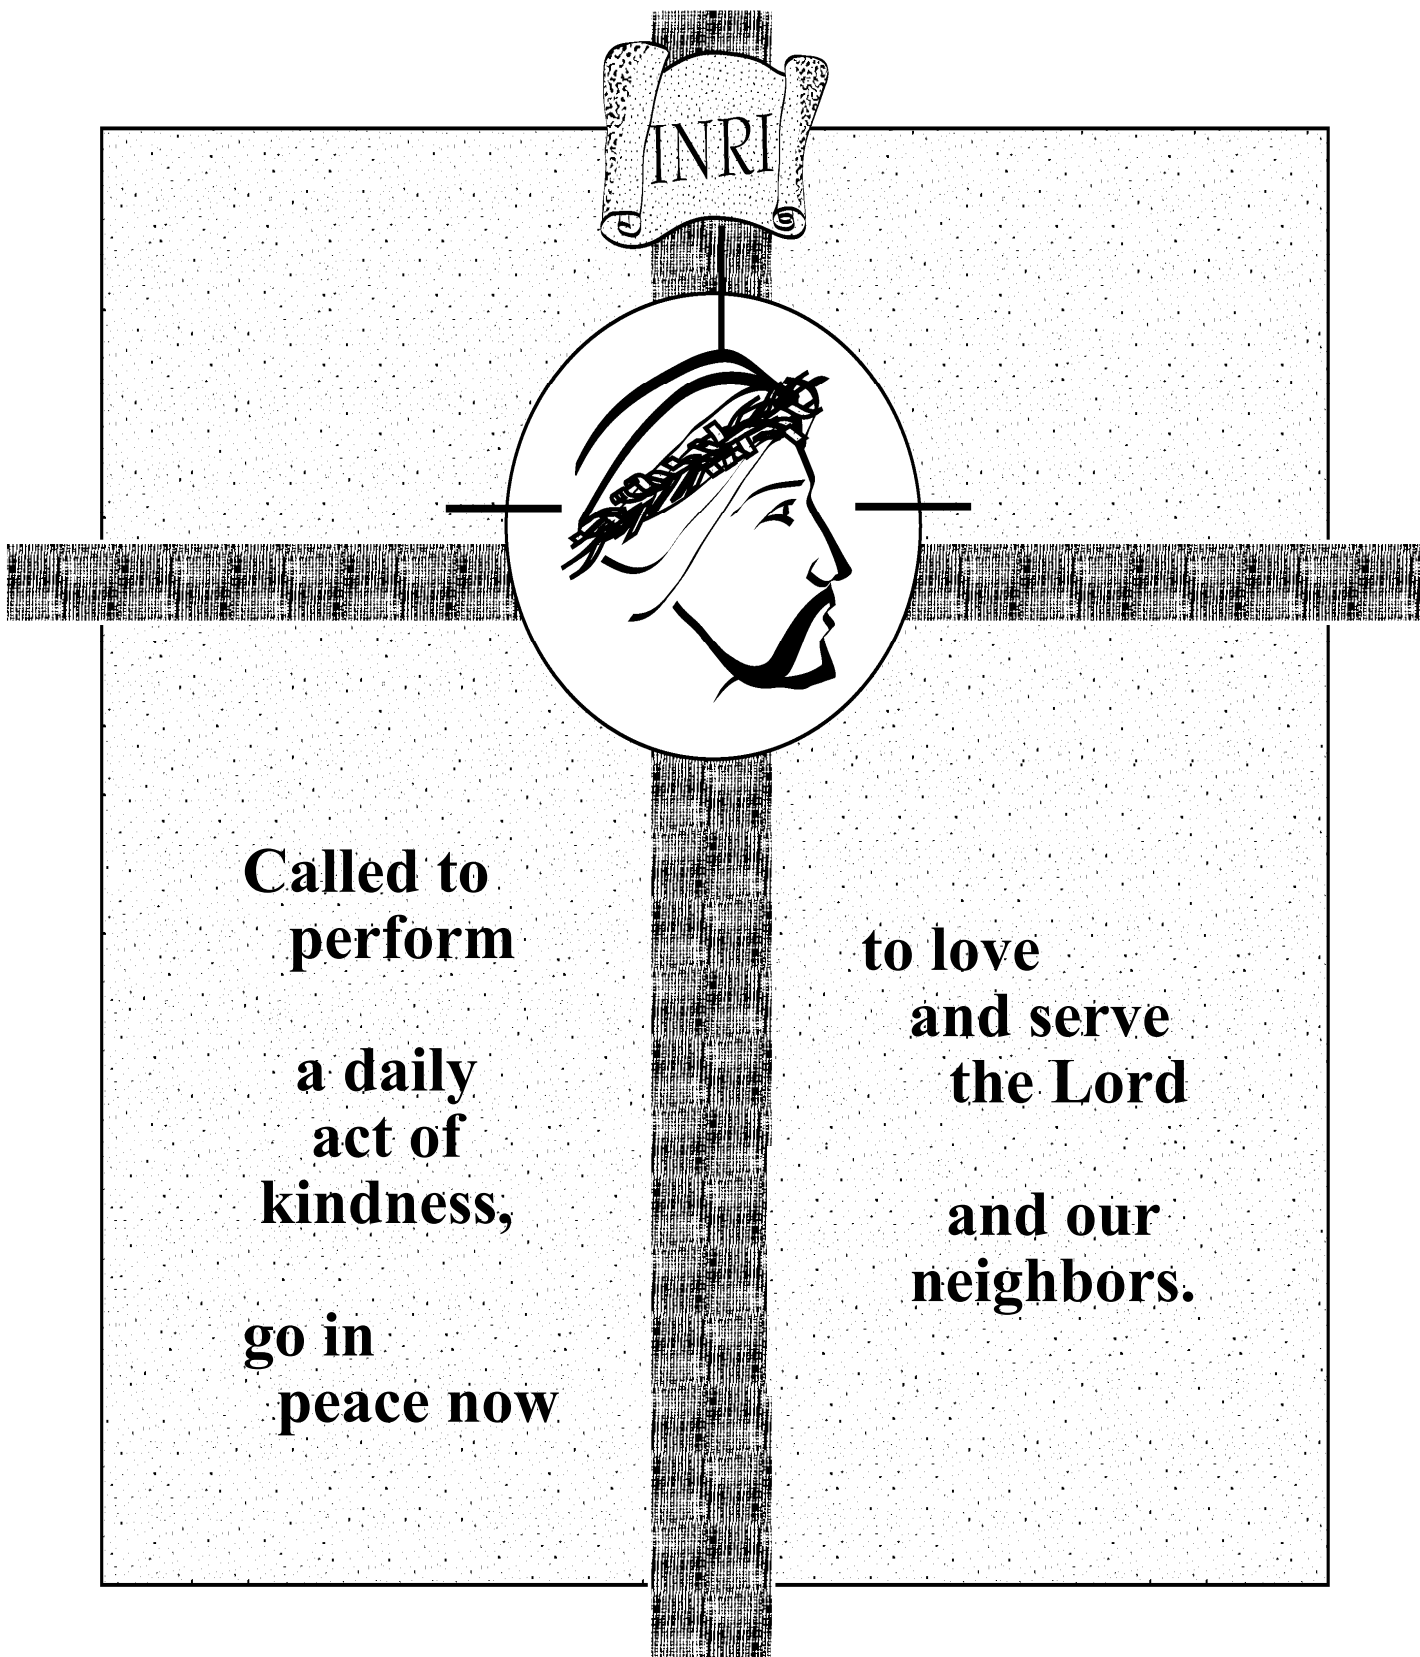 INRI
Called to
perform
a daily
act of
kindness,
go in
peace now
to love
and serve
the Lord
and our
neighbors.